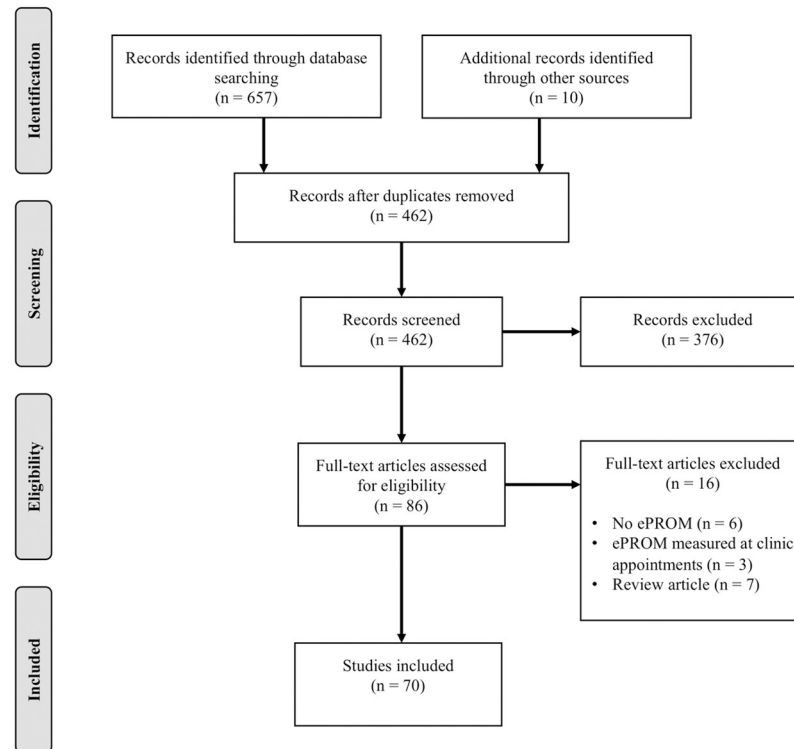 Identification
Records identified through database
searching
(n = 657)
Additional records identified
through other sources
(n = 10)
Records after duplicates removed
(n = 462)
Screening
Records screened
(n = 462)
Records excluded
(n = 376)
Eligibility
Full-text articles assessed
for eligibility
(n = 86)
Full-text articles excluded
(n = 16)
• No ePROM (n = 6)
• ePROM measured at clinic
appointments (n = 3)
• Review article (n = 7)
Included
Studies included
(n = 70)